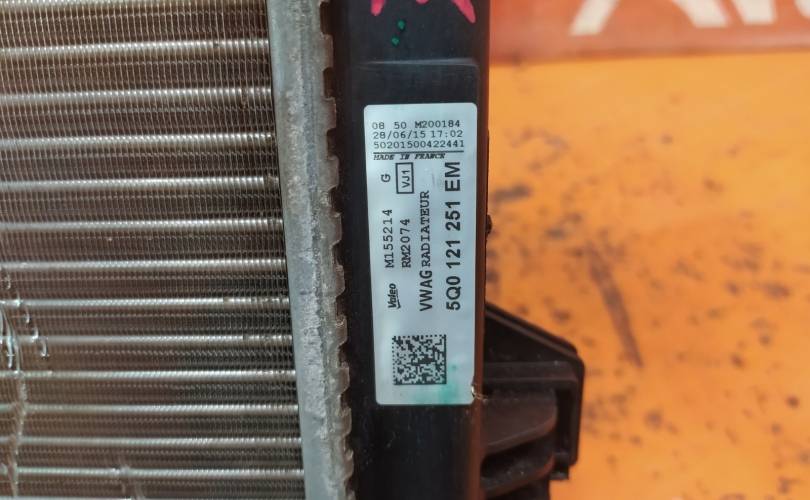 08 50 M200184
28/06/15 17:02
50201500422441
MADE IN FRANCE
G VJ1
M155214
RM2074
Valeo
VWAG RADIATEUR
5Q0 121 251 EM